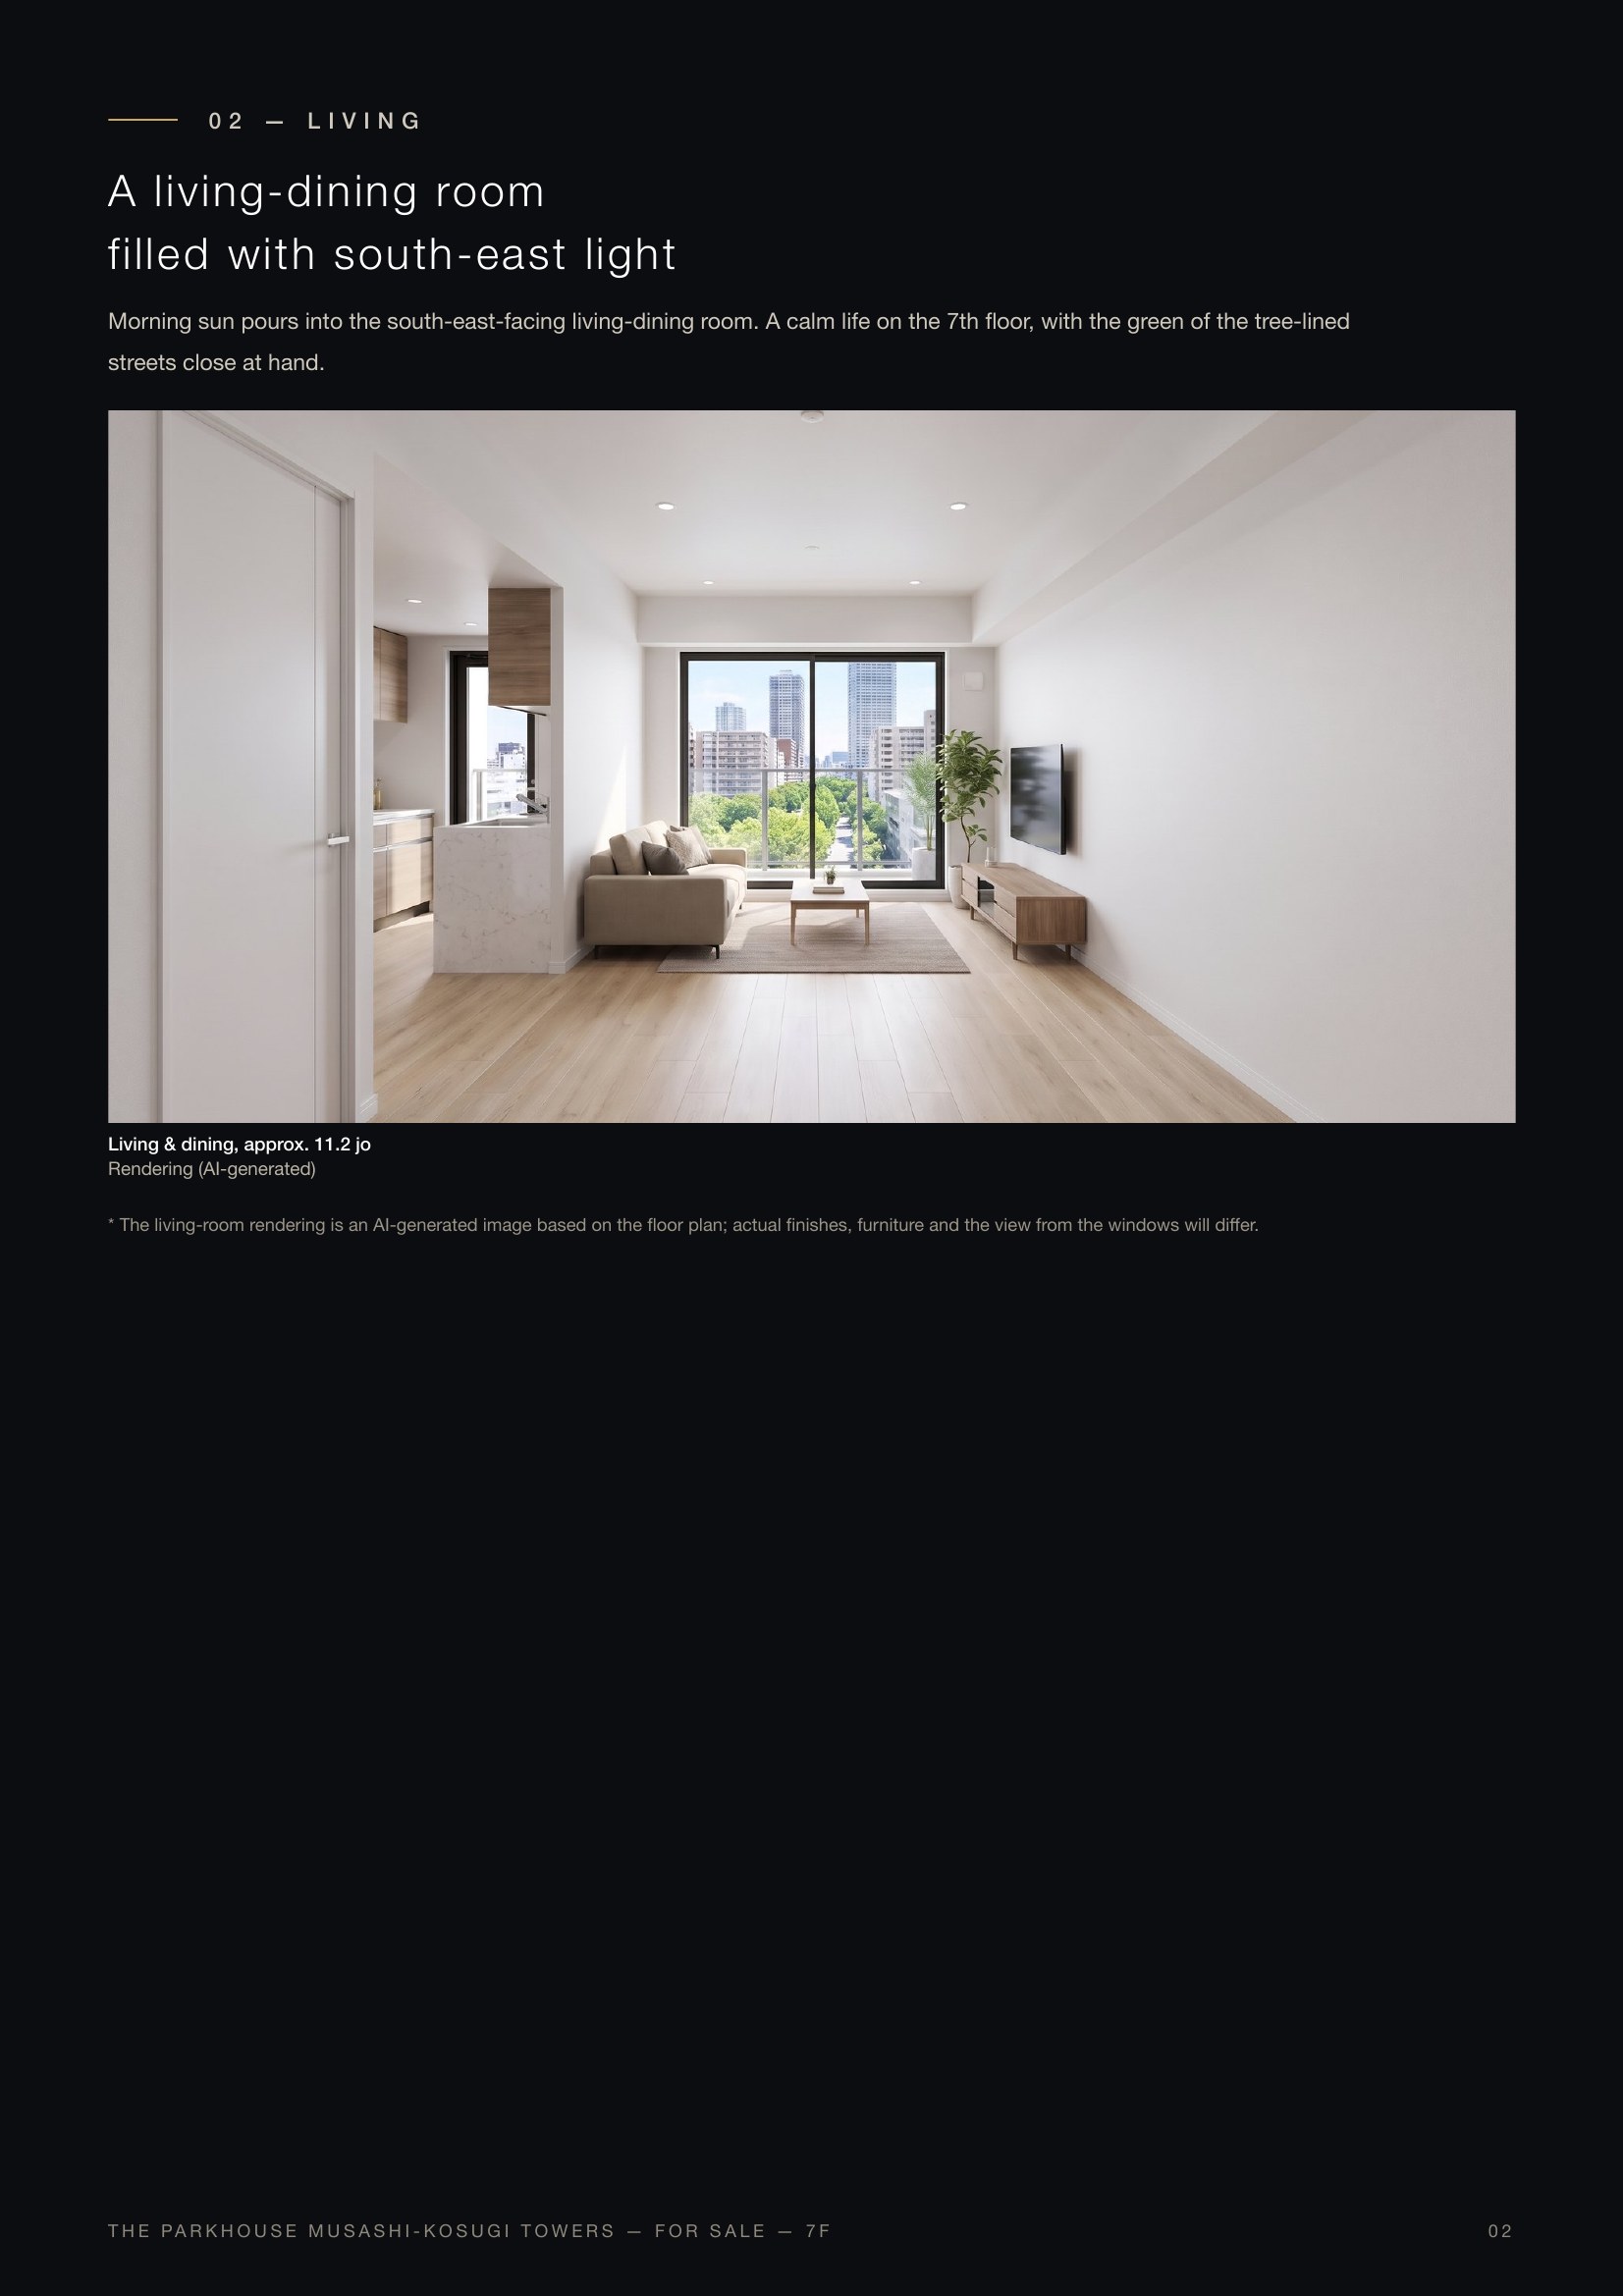 02 — LIVING
A living-dining room
filled with south-east light
Morning sun pours into the south-east-facing living-dining room. A calm life on the 7th floor, with the green of the tree-lined
streets close at hand.
Living & dining, approx. 11.2 jo
Rendering (AI-generated)
* The living-room rendering is an AI-generated image based on the floor plan; actual finishes, furniture and the view from the windows will differ.
THE PARKHOUSE MUSASHI-KOSUGI TOWERS — FOR SALE — 7F
02